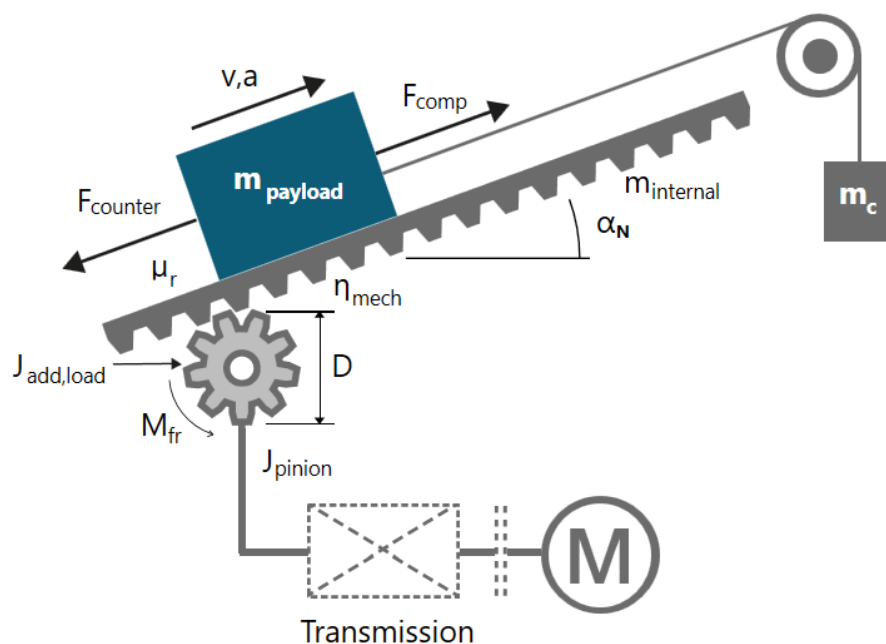 v,a
F_comp
m_payload
F_counter
m_internal
m_c
α_N
μ_r
η_mech
J_add,load
D
M_fr
J_pinion
M
Transmission